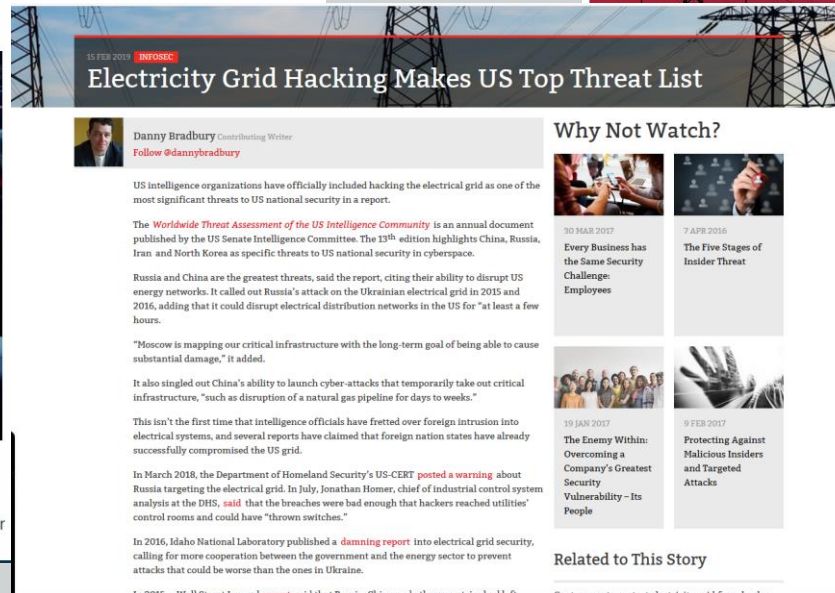 15 FEB 2019 INFOSEC
Electricity Grid Hacking Makes US Top Threat List
Danny Bradbury Contributing Writer
Follow @dannybradbury
US intelligence organizations have officially included hacking the electrical grid as one of the
most significant threats to US national security in a report.
The Worldwide Threat Assessment of the US Intelligence Community is an annual document
published by the US Senate Intelligence Committee. The 13th edition highlights China, Russia,
Iran and North Korea as specific threats to US national security in cyberspace.
Russia and China are the greatest threats, said the report, citing their ability to disrupt US
energy networks. It called out Russia's attack on the Ukrainian electrical grid in 2015 and
2016, adding that it could disrupt electrical distribution networks in the US for "at least a few
hours.
"Moscow is mapping our critical infrastructure with the long-term goal of being able to cause
substantial damage," it added.
It also singled out China's ability to launch cyber-attacks that temporarily take out critical
infrastructure, "such as disruption of a natural gas pipeline for days to weeks."
This isn't the first time that intelligence officials have fretted over foreign intrusion into
electrical systems, and several reports have claimed that foreign nation states have already
successfully compromised the US grid.
In March 2018, the Department of Homeland Security's US-CERT posted a warning about
Russia targeting the electrical grid. In July, Jonathan Homer, chief of industrial control system
analysis at the DHS, said that the breaches were bad enough that hackers reached utilities'
control rooms and could have "thrown switches."
In 2016, Idaho National Laboratory published a damning report into electrical grid security,
calling for more cooperation between the government and the energy sector to prevent
attacks that could be worse than the ones in Ukraine.
Why Not Watch?
30 MAR 2017
Every Business has
the Same Security
Challenge:
Employees
7 APR 2016
The Five Stages of
Insider Threat
19 JAN 2017
The Enemy Within:
Overcoming a
Company's Greatest
Security
Vulnerability – Its
People
9 FEB 2017
Protecting Against
Malicious Insiders
and Targeted
Attacks
Related to This Story